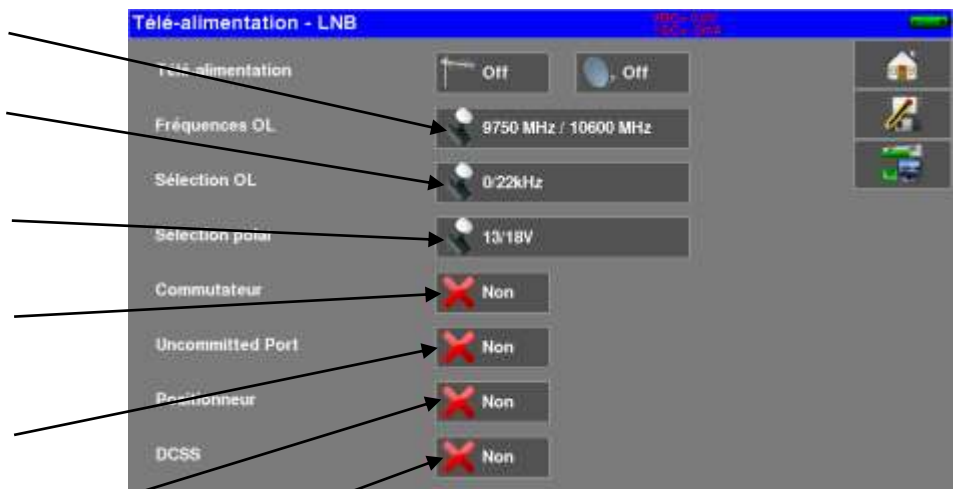 Télé-alimentation - LNB
Télé-alimentation Off Off
Fréquences OL 9750 MHz / 10600 MHz
Sélection OL 0/22kHz
Sélection polar 13/18V
Commutateur Non
Uncommitted Port Non
Positionneur Non
DCSS Non